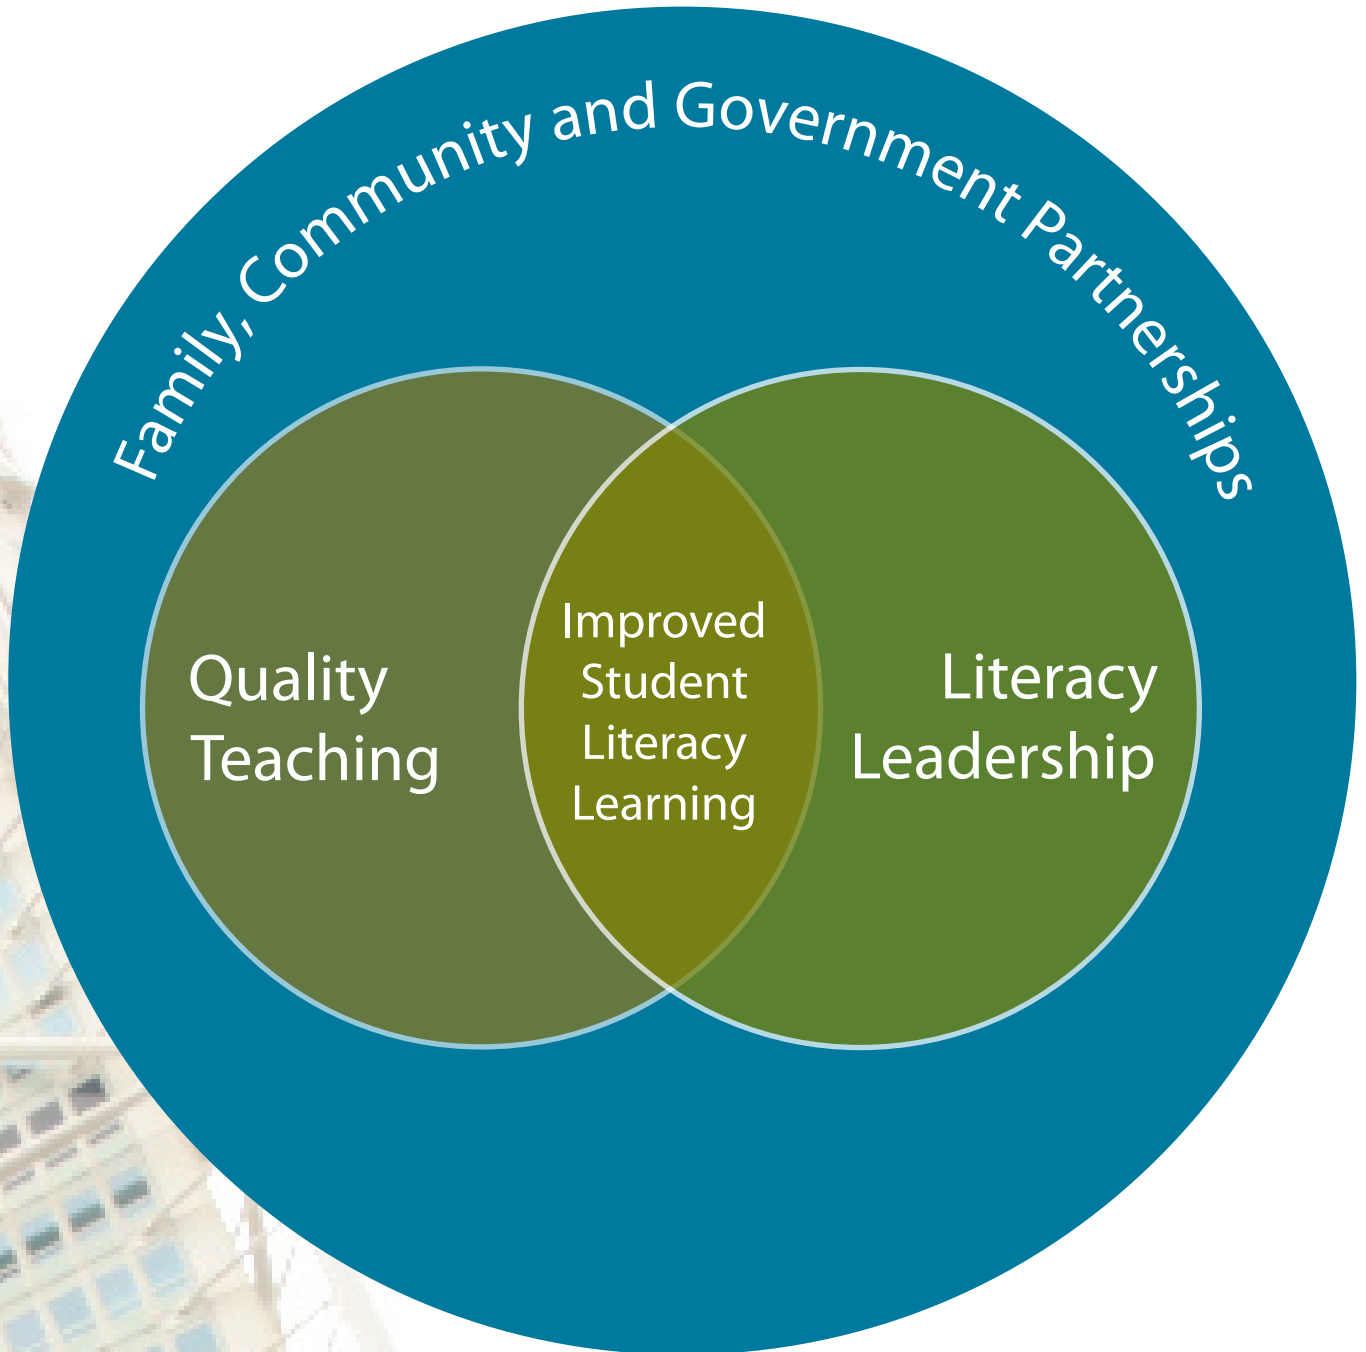 Family, Community and Government Partnerships
Quality
Teaching
Improved
Student
Literacy
Learning
Literacy
Leadership